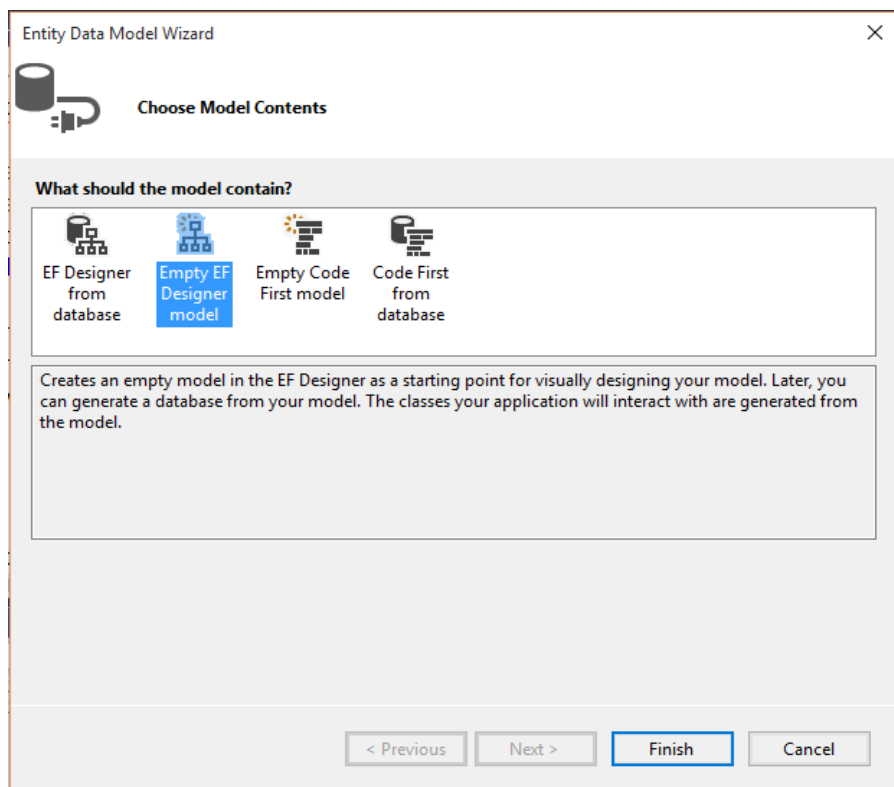 Entity Data Model Wizard
Choose Model Contents
What should the model contain?
EF Designer
from
database
Empty EF
Designer
model
Empty Code
First model
Code First
from
database
Creates an empty model in the EF Designer as a starting point for visually designing your model. Later, you
can generate a database from your model. The classes your application will interact with are generated from
the model.
< Previous
Next >
Finish
Cancel